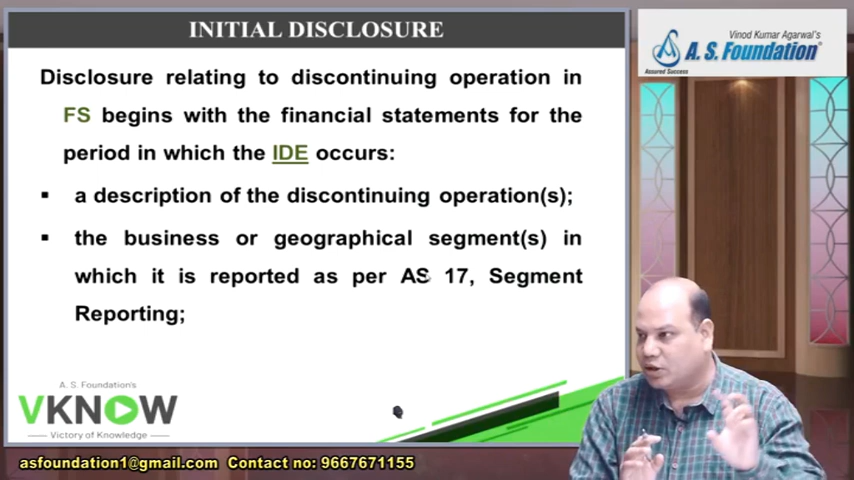 INITIAL DISCLOSURE
Disclosure relating to discontinuing operation in
FS begins with the financial statements for the
period in which the IDE occurs:
▪ a description of the discontinuing operation(s);
▪ the business or geographical segment(s) in
which it is reported as per AS 17, Segment
Reporting;
A. S. Foundation's
VKNOW
Victory of Knowledge
Vinod Kumar Agarwal's
A. S. Foundation®
Assured Success
asfoundation1@gmail.com Contact no: 9667671155